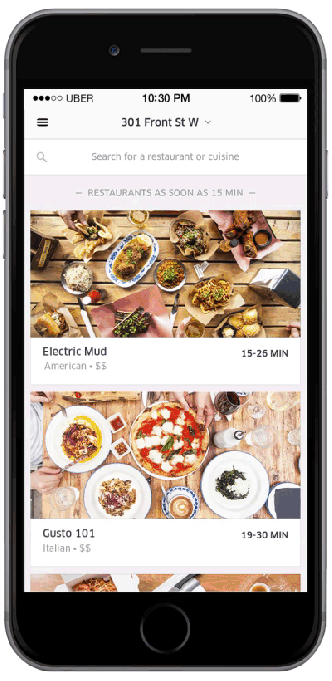 ●●●○○ UBER 10:30 PM 100%
301 Front St W
Search for a restaurant or cuisine
— RESTAURANTS AS SOON AS 15 MIN —
Electric Mud 15-26 MIN
American • $$
Gusto 101 19-30 MIN
Italian • $$